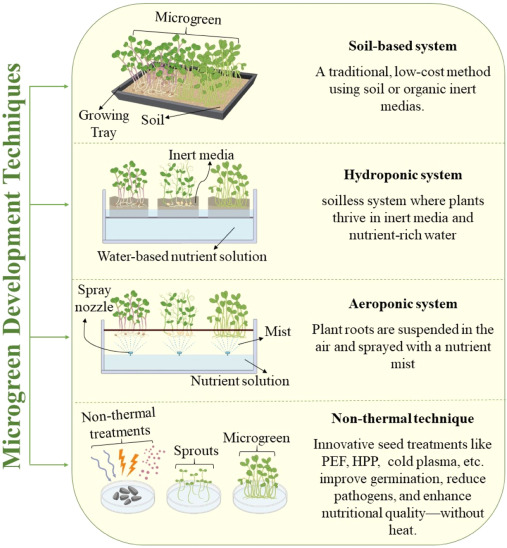 Microgreen Development Techniques
Microgreen
Growing
Tray
Soil
Soil-based system
A traditional, low-cost method
using soil or organic inert
medias.
Inert media
Water-based nutrient solution
Hydroponic system
soilless system where plants
thrive in inert media and
nutrient-rich water
Spray
nozzle
Mist
Nutrient solution
Aeroponic system
Plant roots are suspended in the
air and sprayed with a nutrient
mist
Non-thermal
treatments
Sprouts
Microgreen
Non-thermal technique
Innovative seed treatments like
PEF, HPP, cold plasma, etc.
improve germination, reduce
pathogens, and enhance
nutritional quality—without
heat.